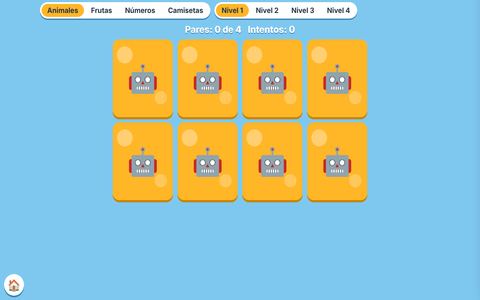 Animales Frutas Números Camisetas Nivel 1 Nivel 2 Nivel 3 Nivel 4
Pares: 0 de 4 Intentos: 0